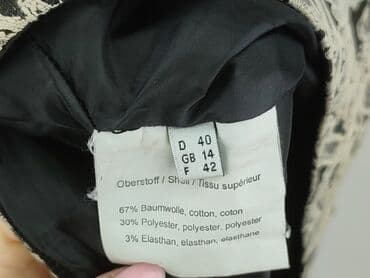 D 40
GB 14
F 42
Oberstoff / Shell / Tissu supérieur
67% Baumwolle, cotton, coton
30% Polyester, polyester, polyester
3% Elasthan, elasthan, elasthane